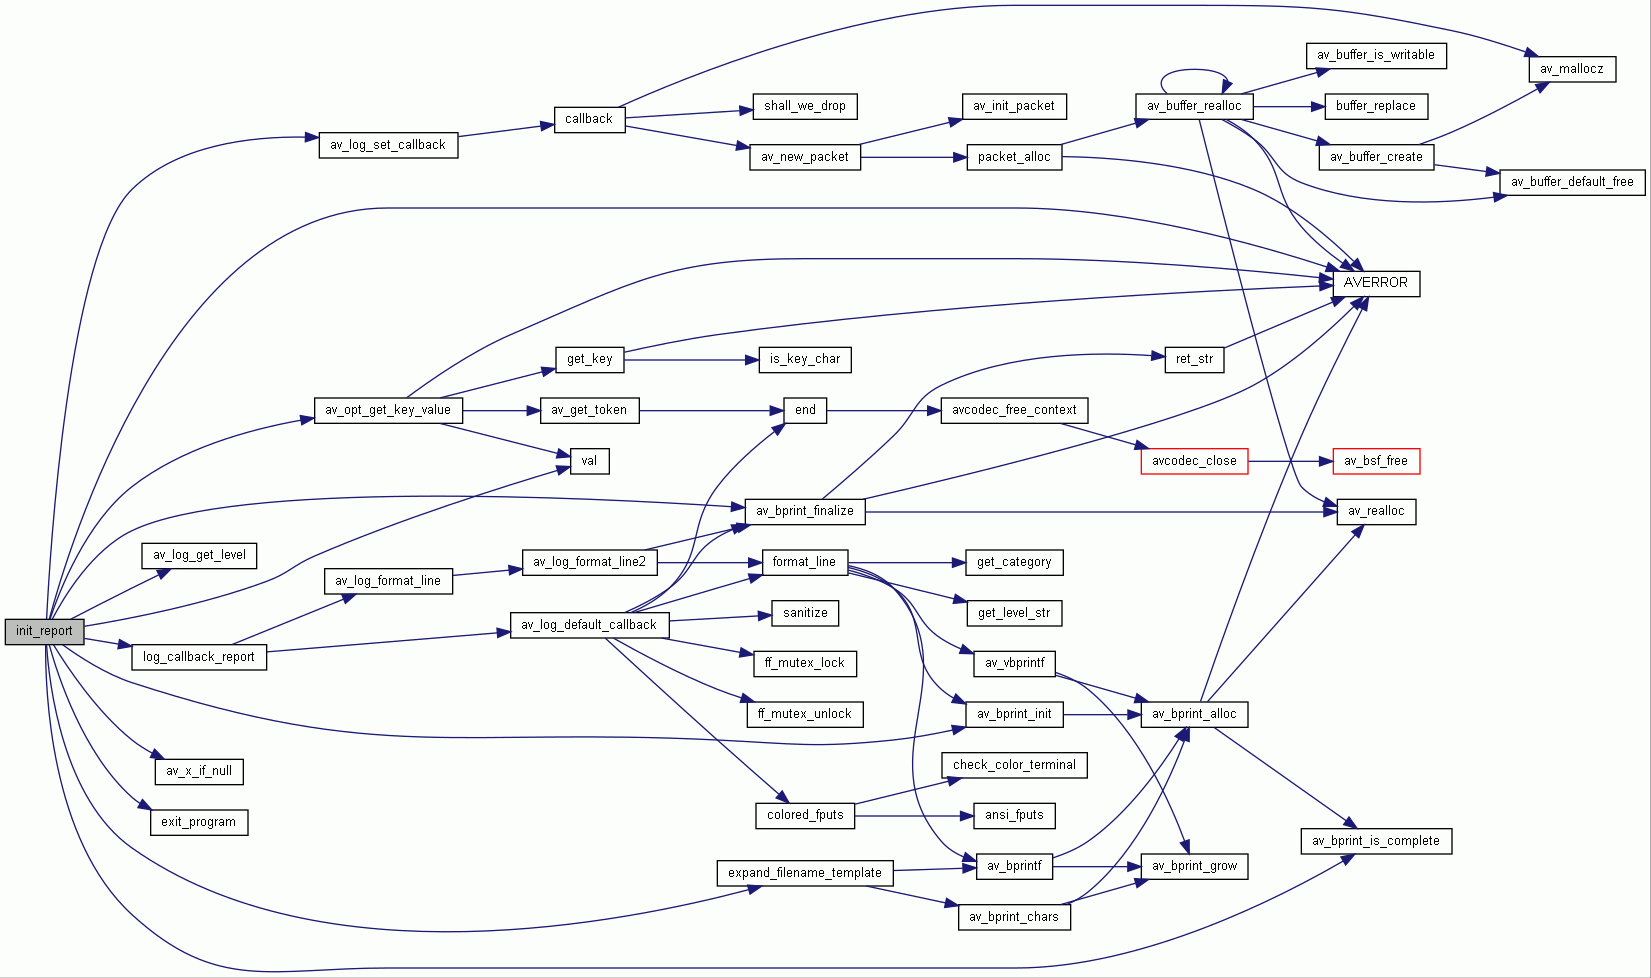 av_buffer_is_writable
av_mallocz
shall_we_drop
av_init_packet
av_buffer_realloc
buffer_replace
callback
av_log_set_callback
av_new_packet
packet_alloc
av_buffer_create
av_buffer_default_free
AVERROR
get_key
is_key_char
ret_str
av_opt_get_key_value
av_get_token
end
avcodec_free_context
val
avcodec_close
av_bsf_free
av_bprint_finalize
av_realloc
av_log_get_level
av_log_format_line2
format_line
get_category
av_log_format_line
sanitize
get_level_str
init_report
av_log_default_callback
log_callback_report
ff_mutex_lock
av_vbprintf
ff_mutex_unlock
av_bprint_init
av_bprint_alloc
av_x_if_null
check_color_terminal
exit_program
colored_fputs
ansi_fputs
av_bprint_is_complete
expand_filename_template
av_bprintf
av_bprint_grow
av_bprint_chars